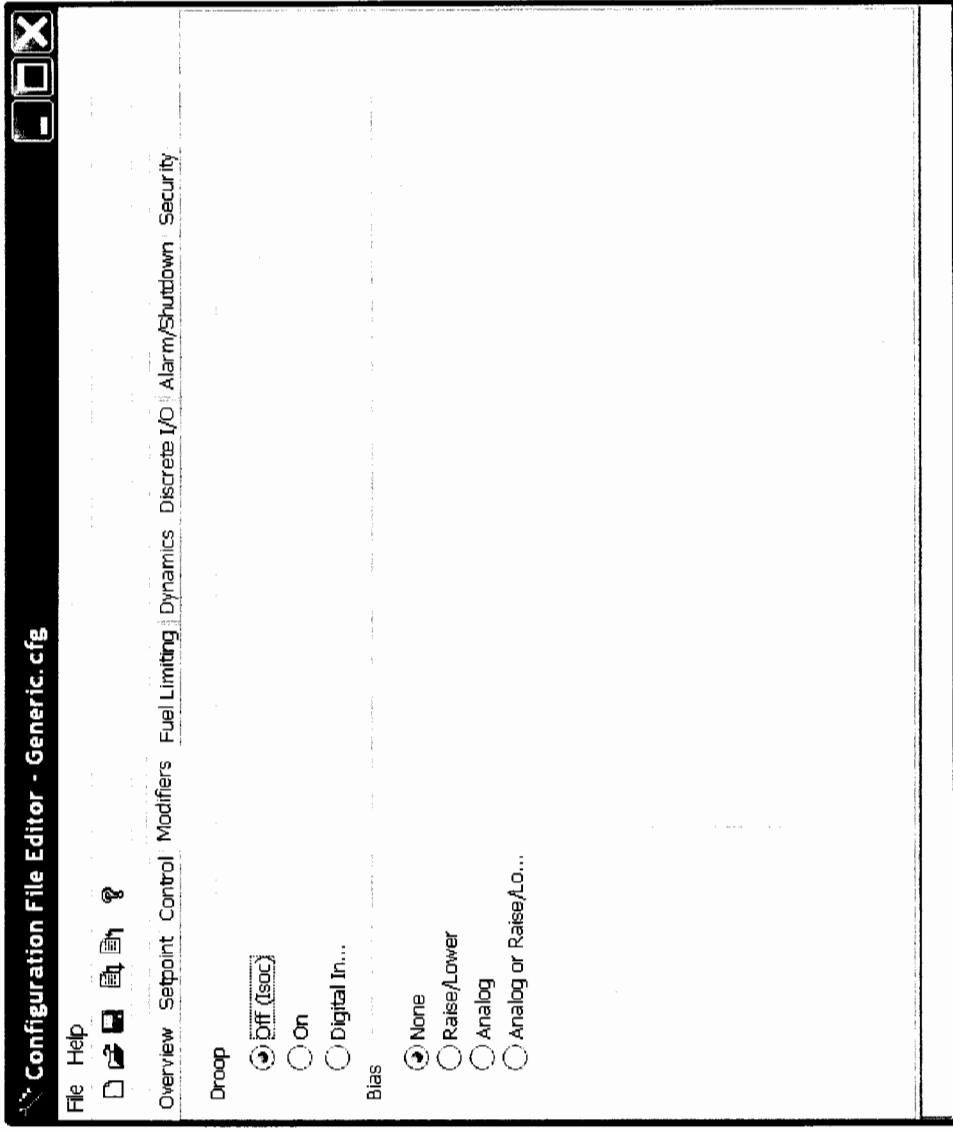 Configuration File Editor - Generic.cfg
File Help
Overview Setpoint Control Modifiers Fuel Limiting Dynamics Discrete I/O Alarm/Shutdown Security
Droop
Off (Isoc)
On
Digital In...
Bias
None
Raise/Lower
Analog
Analog or Raise/Lo...